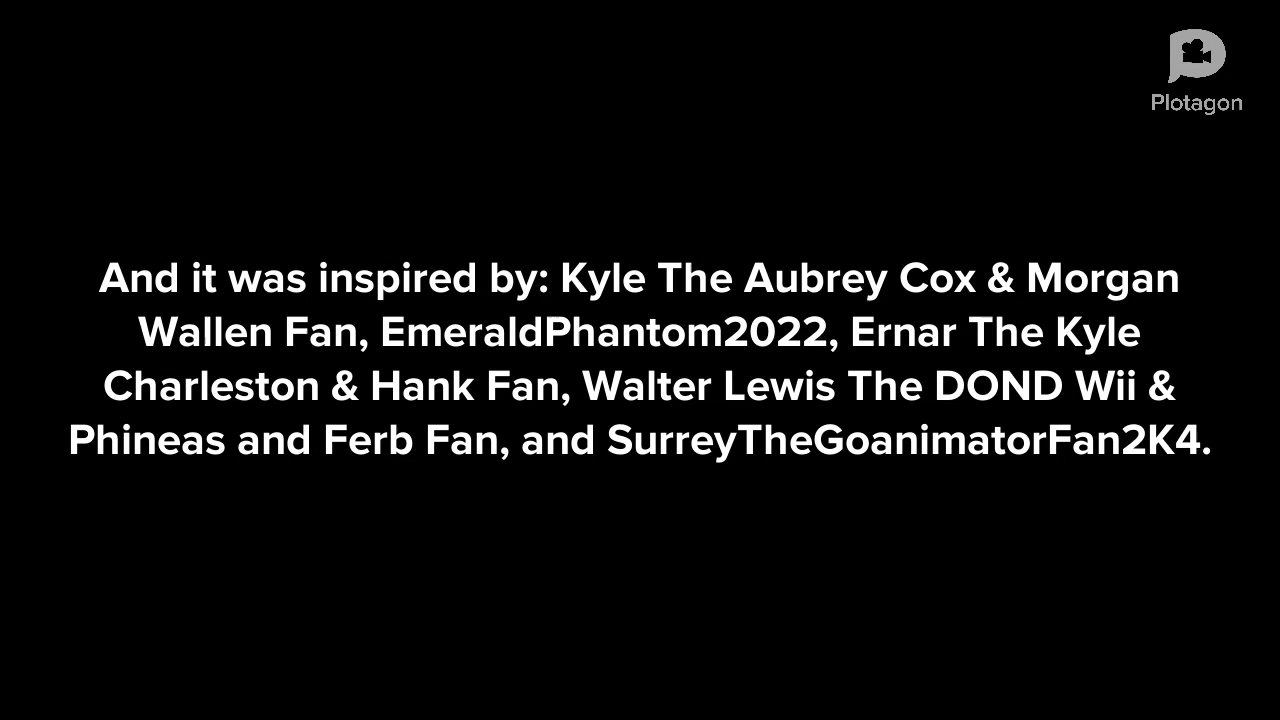 Plotagon
And it was inspired by: Kyle The Aubrey Cox & Morgan
Wallen Fan, EmeraldPhantom2022, Ernar The Kyle
Charleston & Hank Fan, Walter Lewis The DOND Wii &
Phineas and Ferb Fan, and SurreyTheGoanimatorFan2K4.